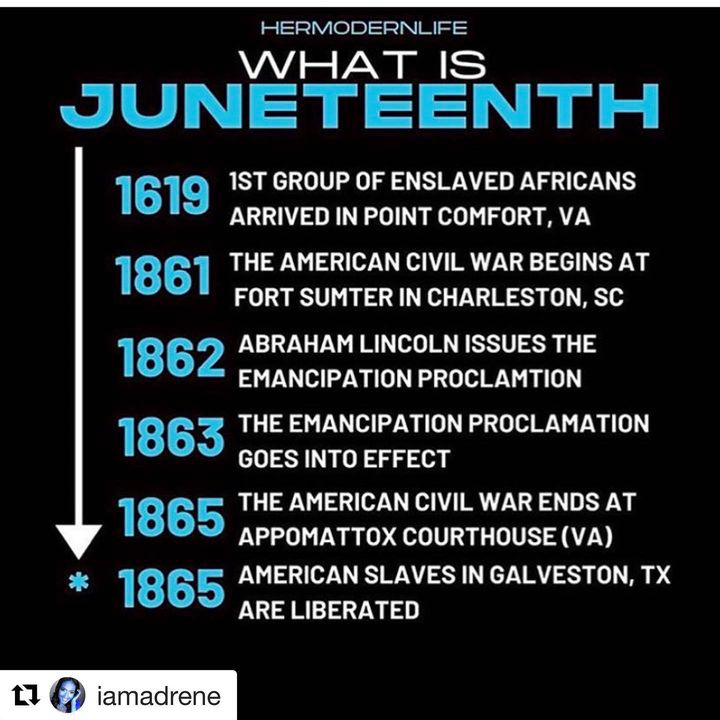 HERMODERNLIFE
WHAT IS
JUNETEENTH
1619 1ST GROUP OF ENSLAVED AFRICANS
ARRIVED IN POINT COMFORT, VA
1861 THE AMERICAN CIVIL WAR BEGINS AT
FORT SUMTER IN CHARLESTON, SC
1862 ABRAHAM LINCOLN ISSUES THE
EMANCIPATION PROCLAMTION
1863 THE EMANCIPATION PROCLAMATION
GOES INTO EFFECT
1865 THE AMERICAN CIVIL WAR ENDS AT
APPOMATTOX COURTHOUSE (VA)
* 1865 AMERICAN SLAVES IN GALVESTON, TX
ARE LIBERATED
iamadrene